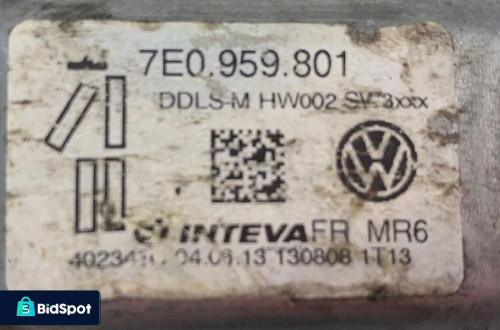 7E0.959.801
DDLS-M HW002 SW 3xxx
INTEVA FR MR6
04.06.13 130808 1T13
BidSpot